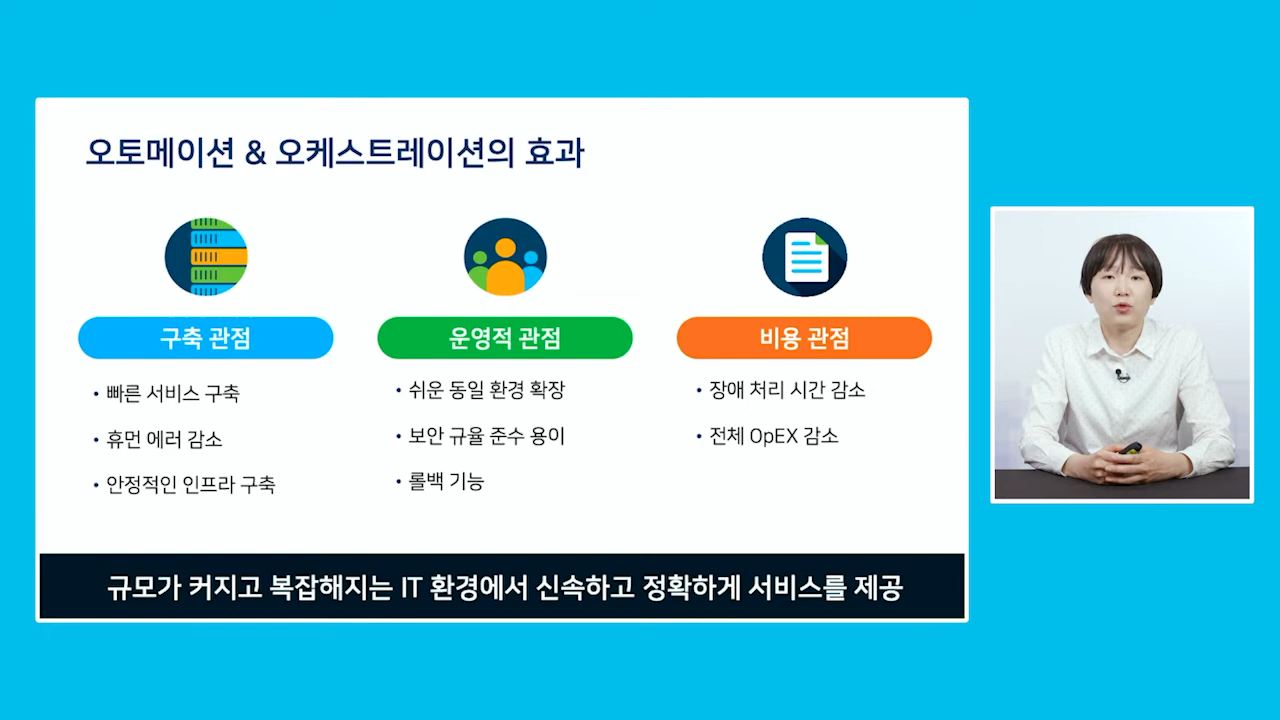 오토메이션 & 오케스트레이션의 효과
구축 관점
• 빠른 서비스 구축
• 휴먼 에러 감소
• 안정적인 인프라 구축
운영적 관점
• 쉬운 동일 환경 확장
• 보안 규율 준수 용이
• 롤백 기능
비용 관점
• 장애 처리 시간 감소
• 전체 OpEX 감소
규모가 커지고 복잡해지는 IT 환경에서 신속하고 정확하게 서비스를 제공